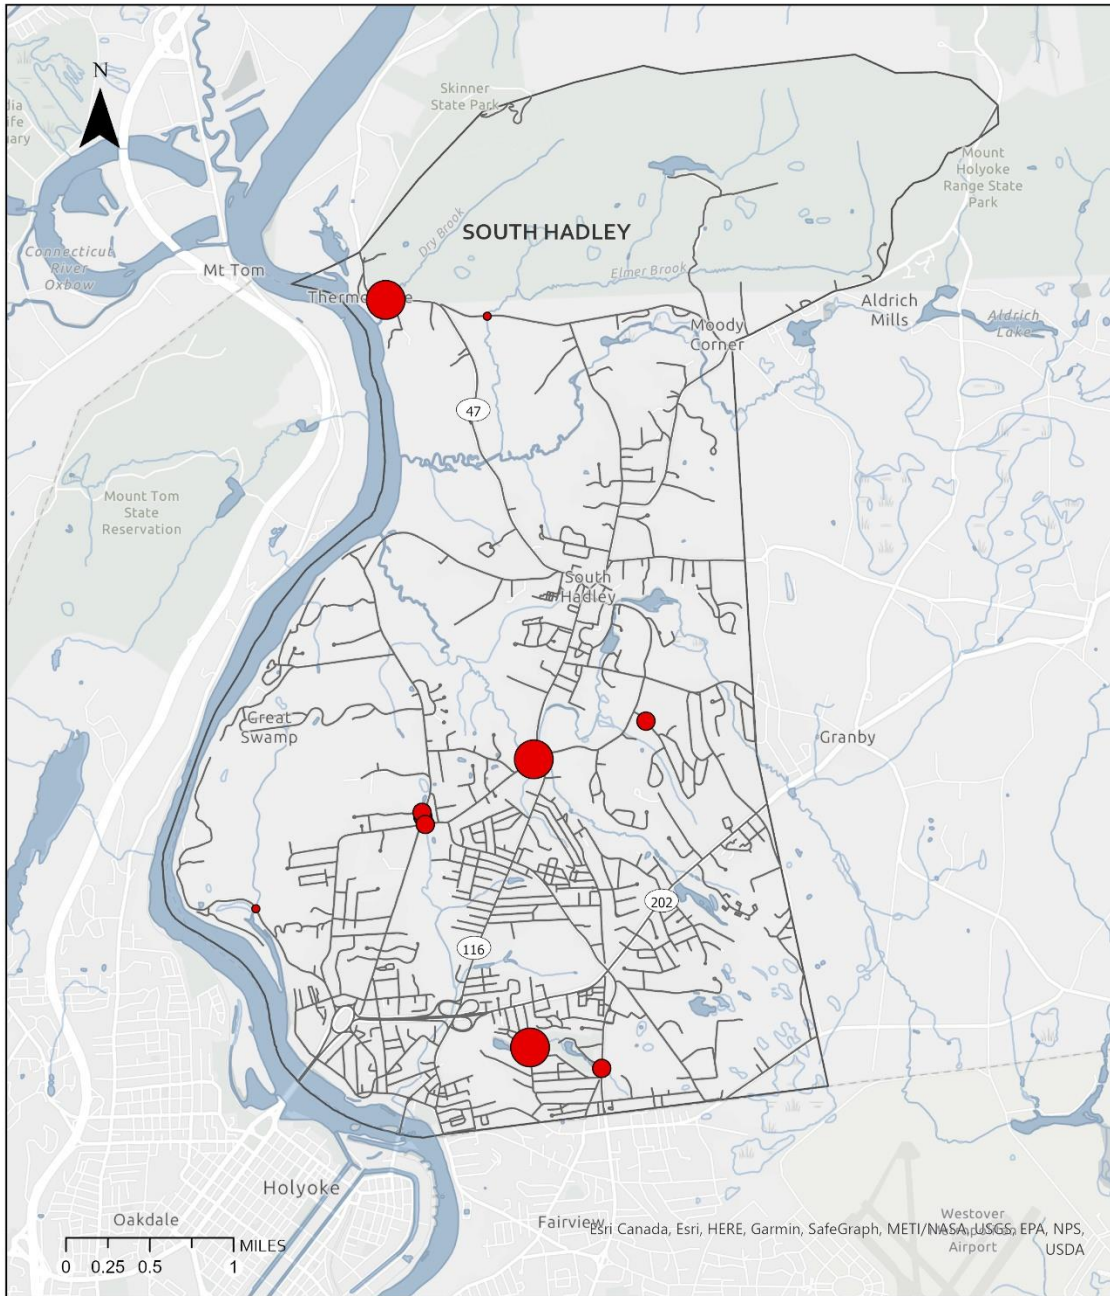 N
Skinner
State Park
dia
ife
uary
Mount
Holyoke
Range State
Park
Dry Brook
SOUTH HADLEY
Connecticut
River
Oxbow
Mt Tom
Elmer Brook
Aldrich
Mills
Aldrich
Lake
Moody
Corner
47
Mount Tom
State
Reservation
South
Hadley
Great
Swamp
Granby
202
116
Holyoke
Oakdale
Fairview
Westover
Airport
Esri Canada, Esri, HERE, Garmin, SafeGraph, METI/NASA, USGS, EPA, NPS,
USDA
MILES
0 0.25 0.5 1